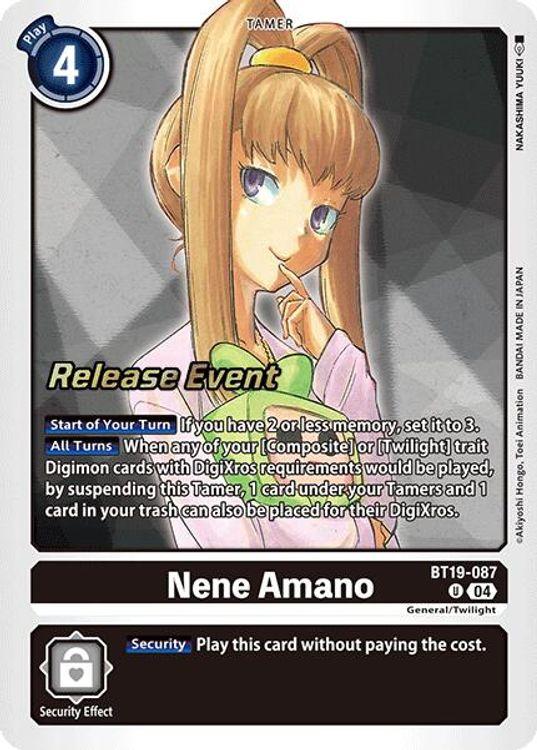 TAMER
Play
4
NAKASHIMA YUUKI
BANDAI MADE IN JAPAN
©Akiyoshi Hongo, Toei Animation
Release Event
Start of Your Turn If you have 2 or less memory, set it to 3.
All Turns When any of your [Composite] or [Twilight] trait
Digimon cards with DigiXros requirements would be played,
by suspending this Tamer, 1 card under your Tamers and 1
card in your trash can also be placed for their DigiXros.
Nene Amano
BT19-087
U 04
General/Twilight
Security Play this card without paying the cost.
Security Effect